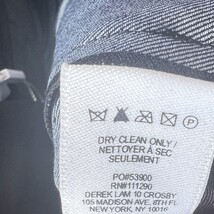 DRY CLEAN ONLY /
NETTOYER À SEC
SEULEMENT
PO#53900
RN#111290
DEREK LAM 10 CROSBY
105 MADISON AVE, 8TH FL
NEW YORK, NY 10016